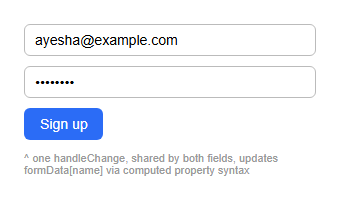 ayesha@example.com
••••••••
Sign up
^ one handleChange, shared by both fields, updates
formData[name] via computed property syntax